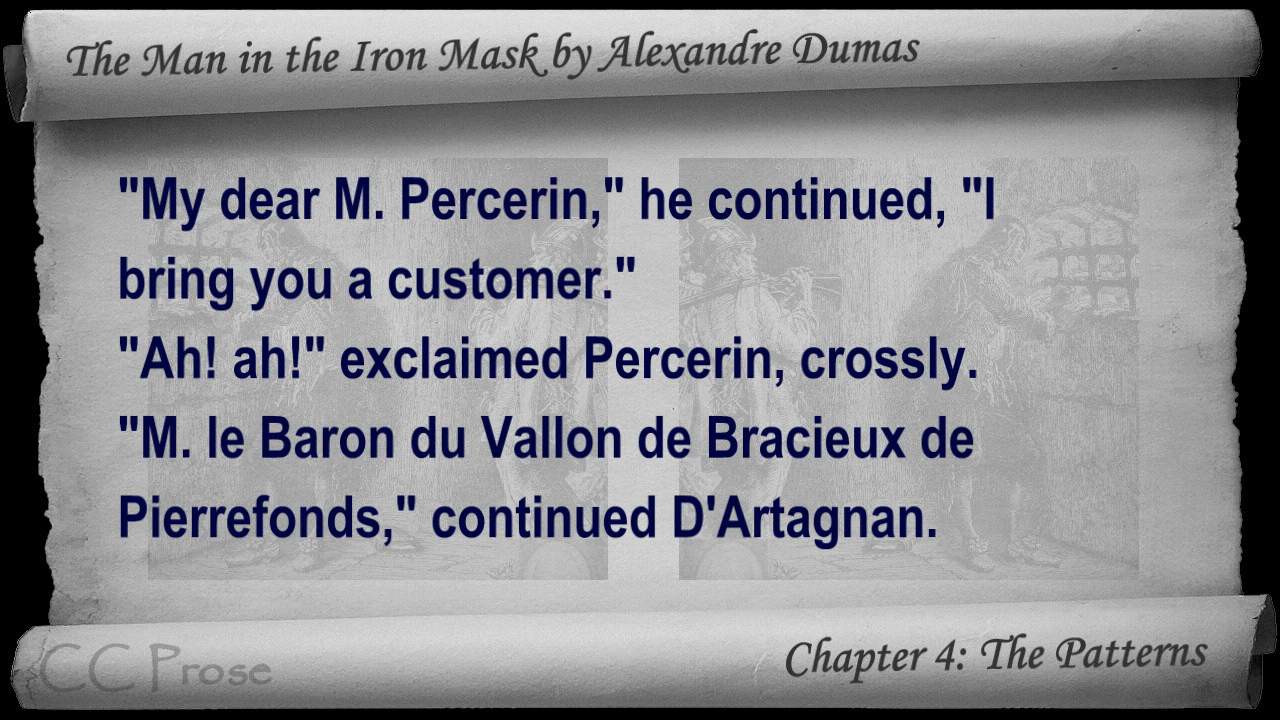 The Man in the Iron Mask by Alexandre Dumas
"My dear M. Percerin," he continued, "I
bring you a customer."
"Ah! ah!" exclaimed Percerin, crossly.
"M. le Baron du Vallon de Bracieux de
Pierrefonds," continued D'Artagnan.
CC Prose
Chapter 4: The Patterns